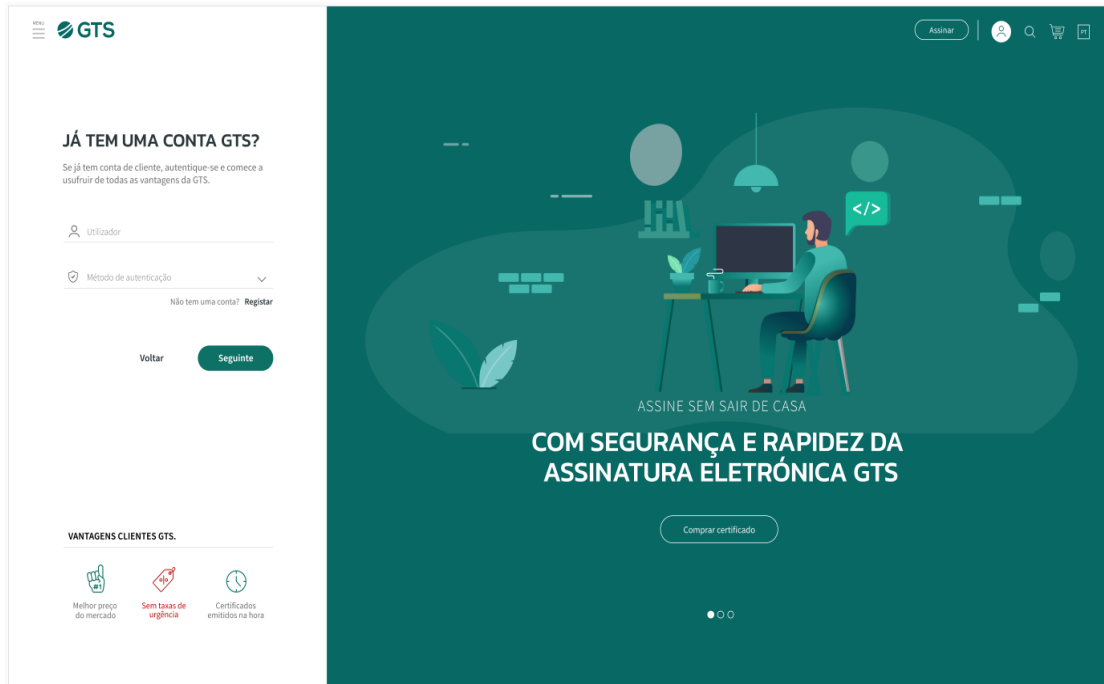 MENU
GTS
Assinar
PT
JÁ TEM UMA CONTA GTS?
Se já tem conta de cliente, autentique-se e comece a
usufruir de todas as vantagens da GTS.
Utilizador
Método de autenticação
Não tem uma conta? Registar
Voltar
Seguinte
VANTAGENS CLIENTES GTS.
#1
Melhor preço
do mercado
%
Sem taxas de
urgência
Certificados
emitidos na hora
</>
ASSINE SEM SAIR DE CASA
COM SEGURANÇA E RAPIDEZ DA
ASSINATURA ELETRÓNICA GTS
Comprar certificado